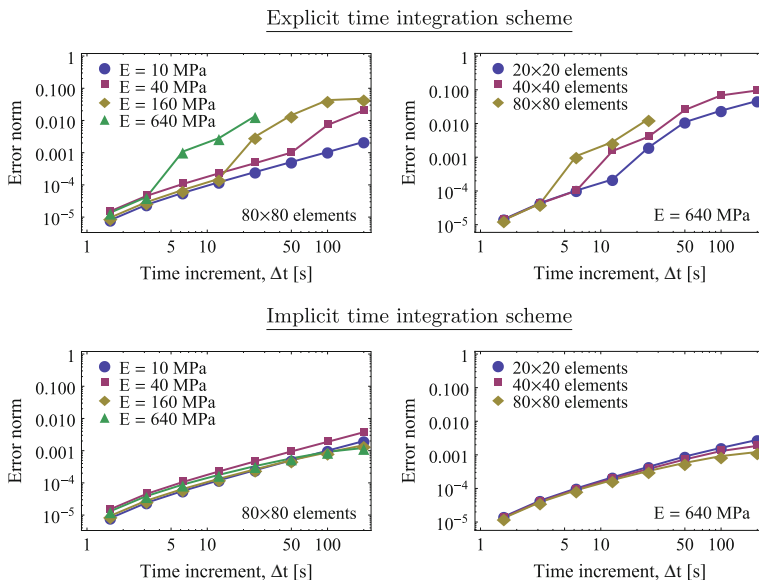 Explicit time integration scheme
Error norm
1
0.100
0.010
0.001
10⁻⁴
10⁻⁵
E = 10 MPa
E = 40 MPa
E = 160 MPa
E = 640 MPa
80×80 elements
1 5 10 50 100
Time increment, Δt [s]
Error norm
1
0.100
0.010
0.001
10⁻⁴
10⁻⁵
20×20 elements
40×40 elements
80×80 elements
E = 640 MPa
1 5 10 50 100
Time increment, Δt [s]
Implicit time integration scheme
Error norm
1
0.100
0.010
0.001
10⁻⁴
10⁻⁵
E = 10 MPa
E = 40 MPa
E = 160 MPa
E = 640 MPa
80×80 elements
1 5 10 50 100
Time increment, Δt [s]
Error norm
1
0.100
0.010
0.001
10⁻⁴
10⁻⁵
20×20 elements
40×40 elements
80×80 elements
E = 640 MPa
1 5 10 50 100
Time increment, Δt [s]